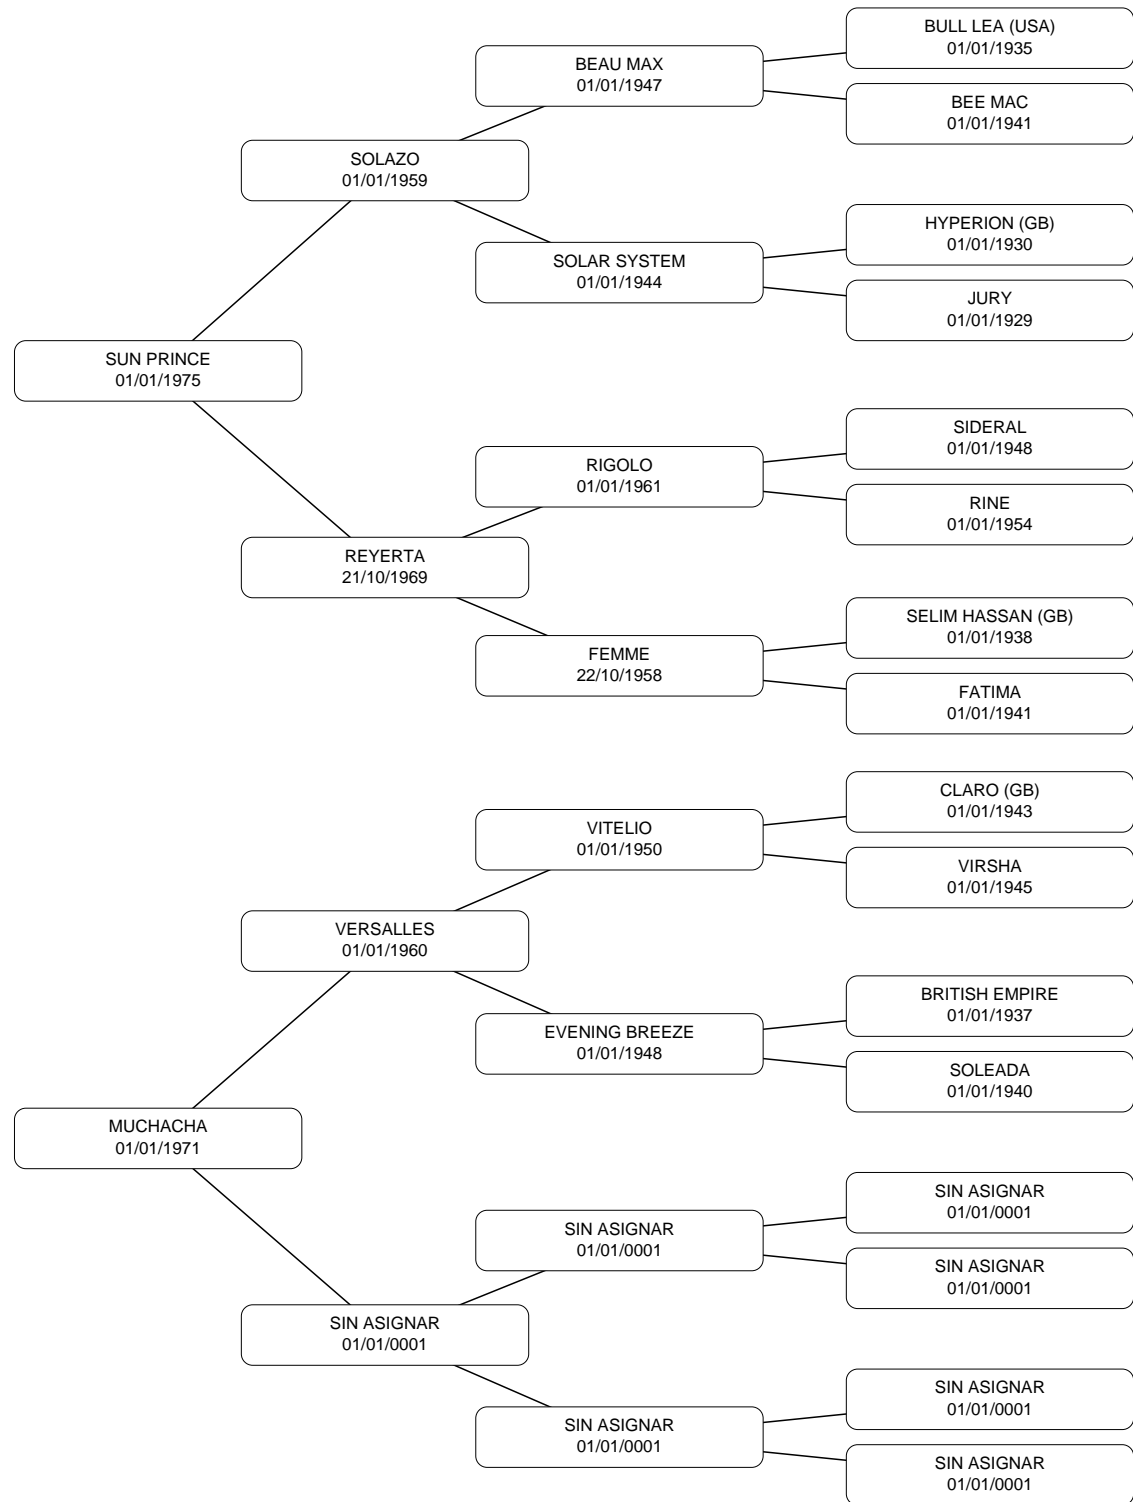 BULL LEA (USA)
01/01/1935
BEAU MAX
01/01/1947
BEE MAC
01/01/1941
SOLAZO
01/01/1959
HYPERION (GB)
01/01/1930
SOLAR SYSTEM
01/01/1944
JURY
01/01/1929
SUN PRINCE
01/01/1975
SIDERAL
01/01/1948
RIGOLO
01/01/1961
RINE
01/01/1954
REYERTA
21/10/1969
SELIM HASSAN (GB)
01/01/1938
FEMME
22/10/1958
FATIMA
01/01/1941
CLARO (GB)
01/01/1943
VITELIO
01/01/1950
VIRSHA
01/01/1945
VERSALLES
01/01/1960
BRITISH EMPIRE
01/01/1937
EVENING BREEZE
01/01/1948
SOLEADA
01/01/1940
MUCHACHA
01/01/1971
SIN ASIGNAR
01/01/0001
SIN ASIGNAR
01/01/0001
SIN ASIGNAR
01/01/0001
SIN ASIGNAR
01/01/0001
SIN ASIGNAR
01/01/0001
SIN ASIGNAR
01/01/0001
SIN ASIGNAR
01/01/0001